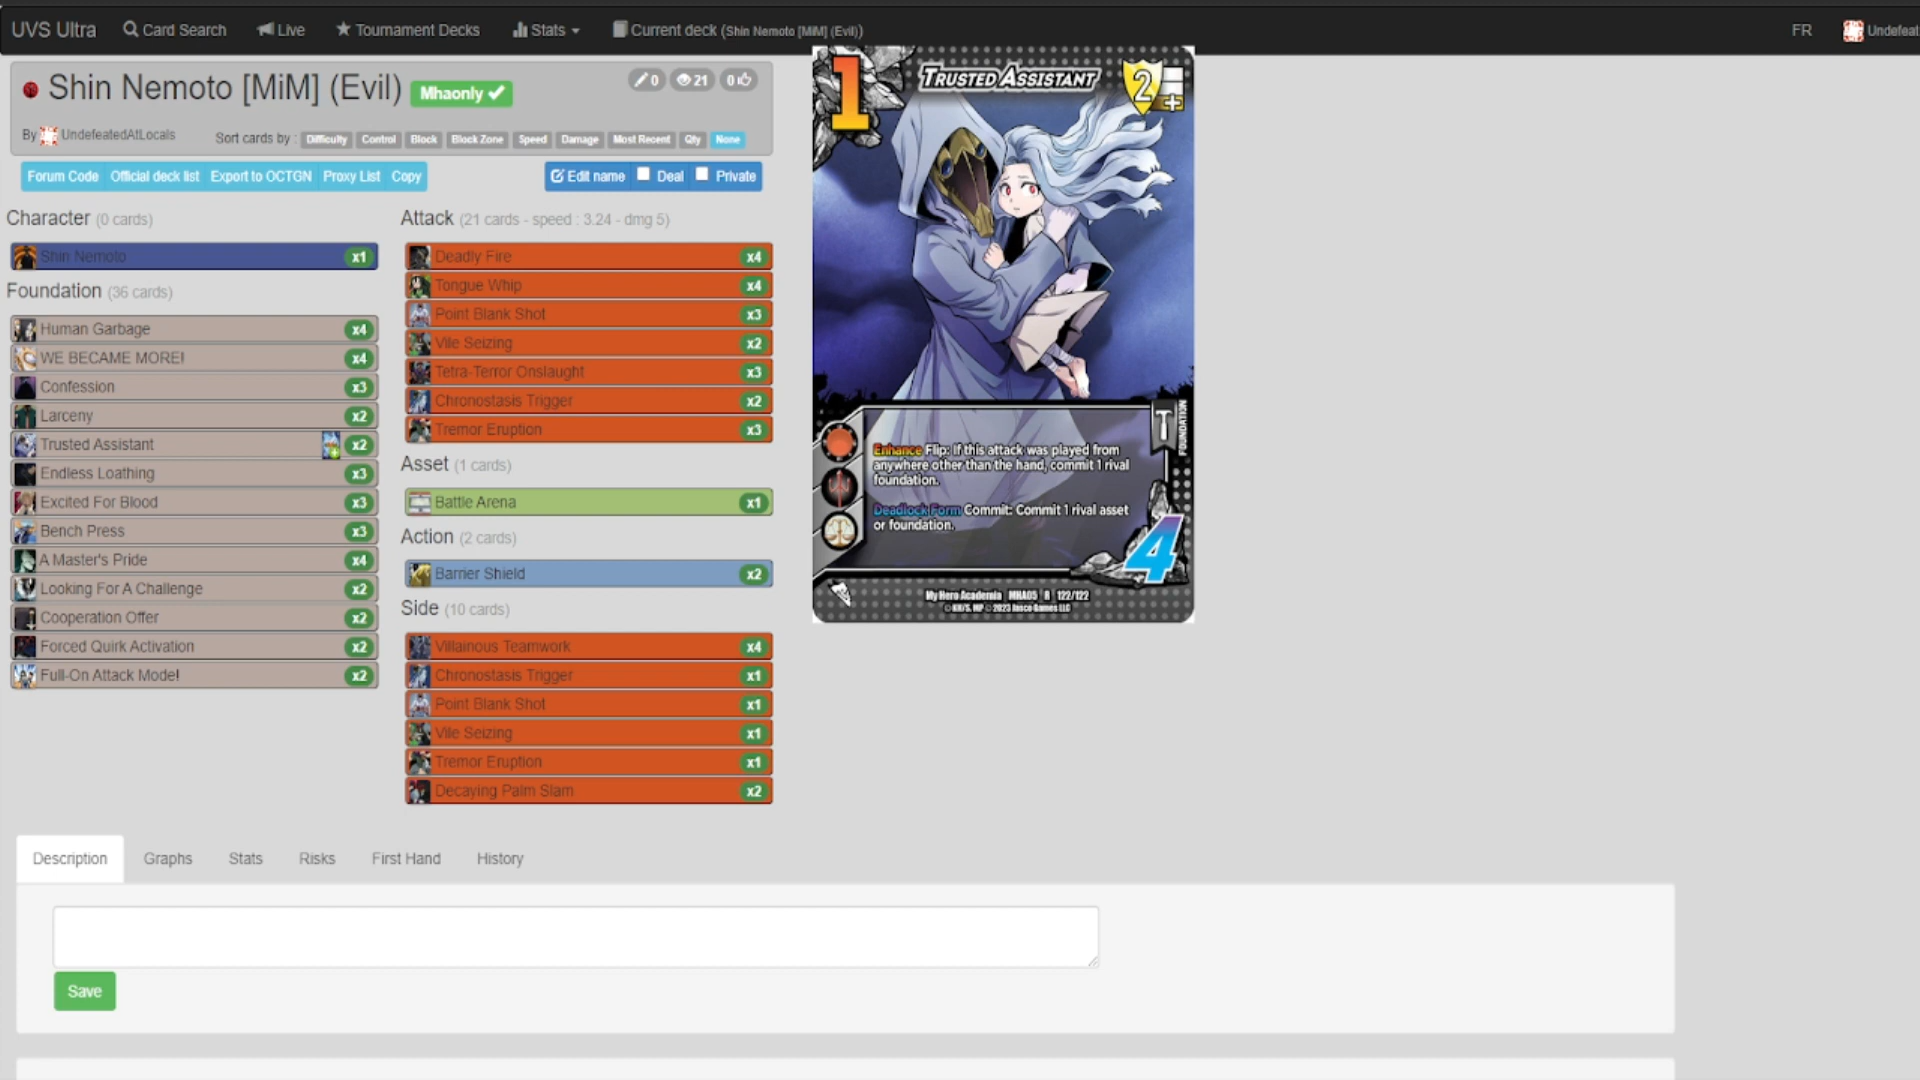 UVS Ultra Card Search Live Tournament Decks Stats Current deck (Shin Nemoto [MiM] (Evil)) FR Undefeat
Shin Nemoto [MiM] (Evil) Mhaonly 0 21 0
By UndefeatedAtLocals Sort cards by : Difficulty Control Block Block Zone Speed Damage Most Recent Qty None
Forum Code Official deck list Export to OCTGN Proxy List Copy Edit name Deal Private
Character (0 cards)
Shin Nemoto x1
Foundation (36 cards)
Human Garbage x4
WE BECAME MORE! x4
Confession x3
Larceny x2
Trusted Assistant x2
Endless Loathing x3
Excited For Blood x3
Bench Press x3
A Master's Pride x4
Looking For A Challenge x2
Cooperation Offer x2
Forced Quirk Activation x2
Full-On Attack Mode! x2
Attack (21 cards - speed : 3.24 - dmg 5)
Deadly Fire x4
Tongue Whip x4
Point Blank Shot x3
Vile Seizing x2
Tetra-Terror Onslaught x3
Chronostasis Trigger x2
Tremor Eruption x3
Asset (1 cards)
Battle Arena x1
Action (2 cards)
Barrier Shield x2
Side (10 cards)
Villainous Teamwork x4
Chronostasis Trigger x1
Point Blank Shot x1
Vile Seizing x1
Tremor Eruption x1
Decaying Palm Slam x2
1 Trusted Assistant 2 +
FOUNDATION
Enhance Flip: If this attack was played from
anywhere other than the hand, commit 1 rival
foundation.
Deadlock Form Commit: Commit 1 rival asset
or foundation.
4
My Hero Academia MHA05 R 122/122
© 2023 Jasco Games LLC
Description Graphs Stats Risks First Hand History
Save